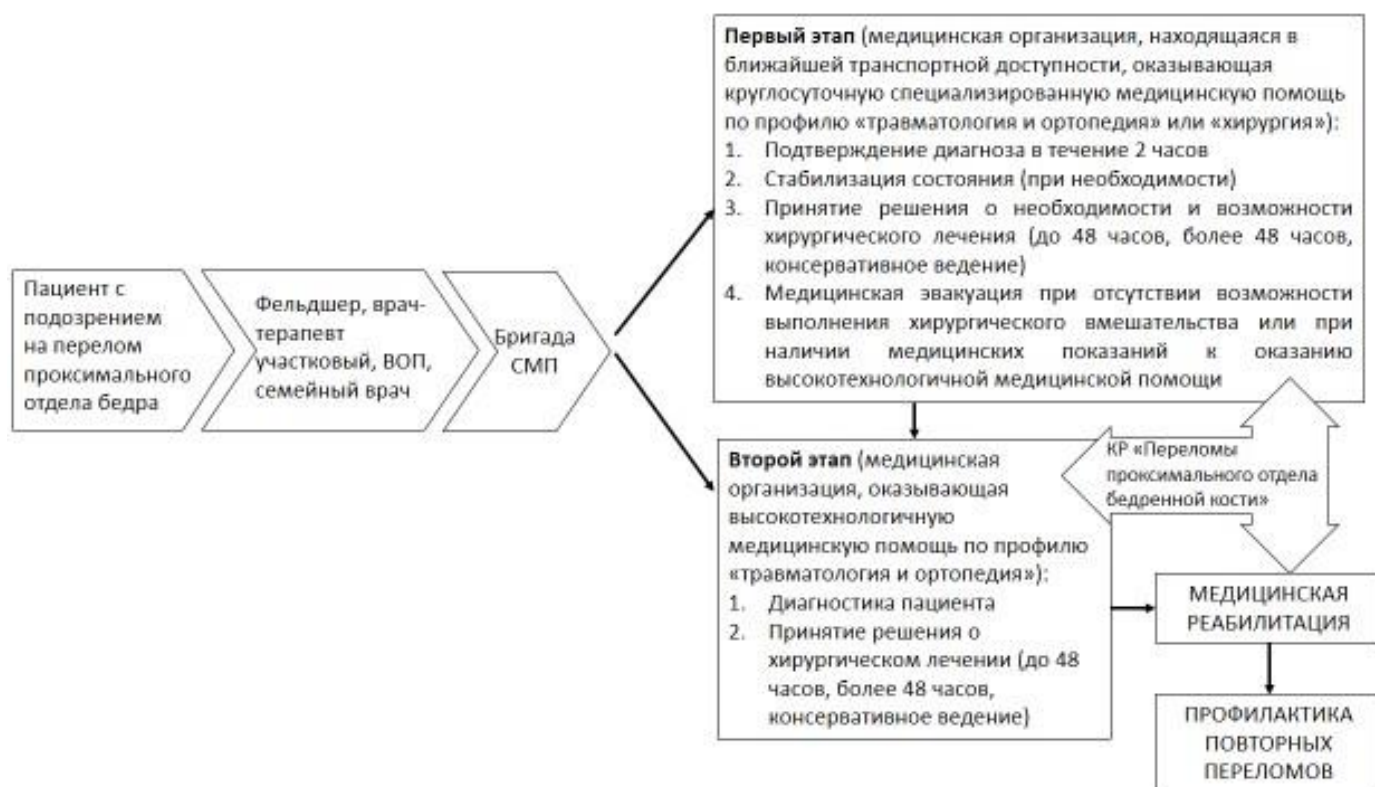 Пациент с
подозрением
на перелом
проксимального
отдела бедра
Фельдшер, врач-
терапевт
участковый, ВОП,
семейный врач
Бригада
СМП
Первый этап (медицинская организация, находящаяся в
ближайшей транспортной доступности, оказывающая
круглосуточную специализированную медицинскую помощь
по профилю «травматология и ортопедия» или «хирургия»):
1. Подтверждение диагноза в течение 2 часов
2. Стабилизация состояния (при необходимости)
3. Принятие решения о необходимости и возможности
хирургического лечения (до 48 часов, более 48 часов,
консервативное ведение)
4. Медицинская эвакуация при отсутствии возможности
выполнения хирургического вмешательства или при
наличии медицинских показаний к оказанию
высокотехнологичной медицинской помощи
Второй этап (медицинская
организация, оказывающая
высокотехнологичную
медицинскую помощь по профилю
«травматология и ортопедия»):
1. Диагностика пациента
2. Принятие решения о
хирургическом лечении (до 48
часов, более 48 часов,
консервативное ведение)
КР «Переломы
проксимального отдела
бедренной кости»
МЕДИЦИНСКАЯ
РЕАБИЛИТАЦИЯ
ПРОФИЛАКТИКА
ПОВТОРНЫХ
ПЕРЕЛОМОВ